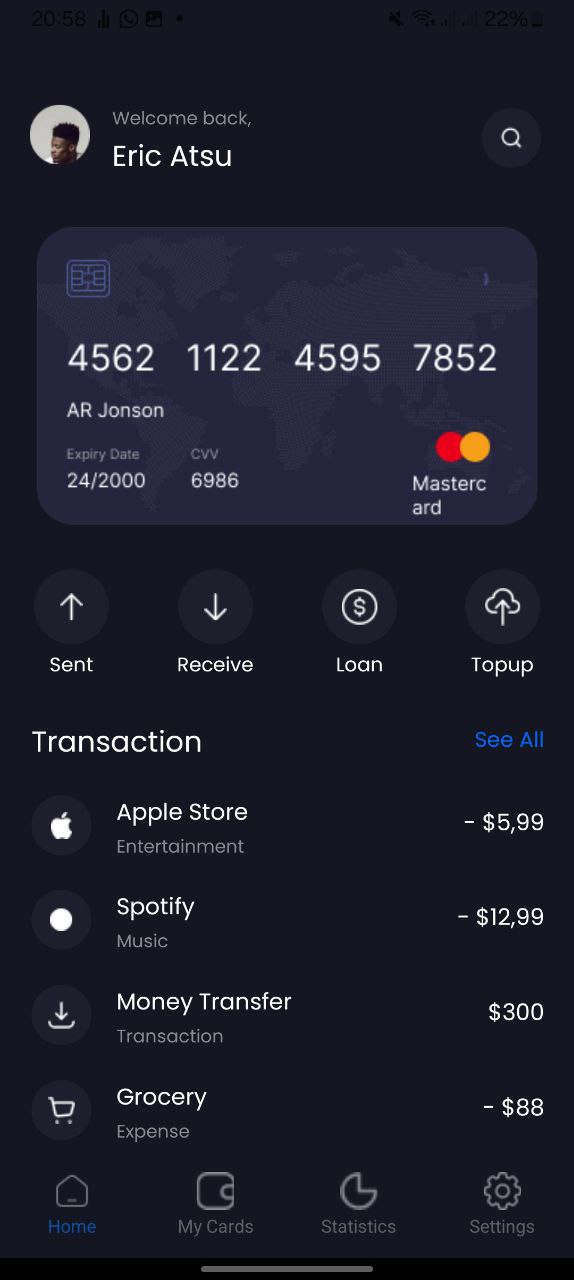 20:58
22%
Welcome back,
Eric Atsu
4562 1122 4595 7852
AR Jonson
Expiry Date CVV
24/2000 6986
Masterc
ard
Sent Receive Loan Topup
Transaction See All
Apple Store
- $5,99
Entertainment
Spotify
- $12,99
Music
Money Transfer
$300
Transaction
Grocery
- $88
Expense
Home My Cards Statistics Settings